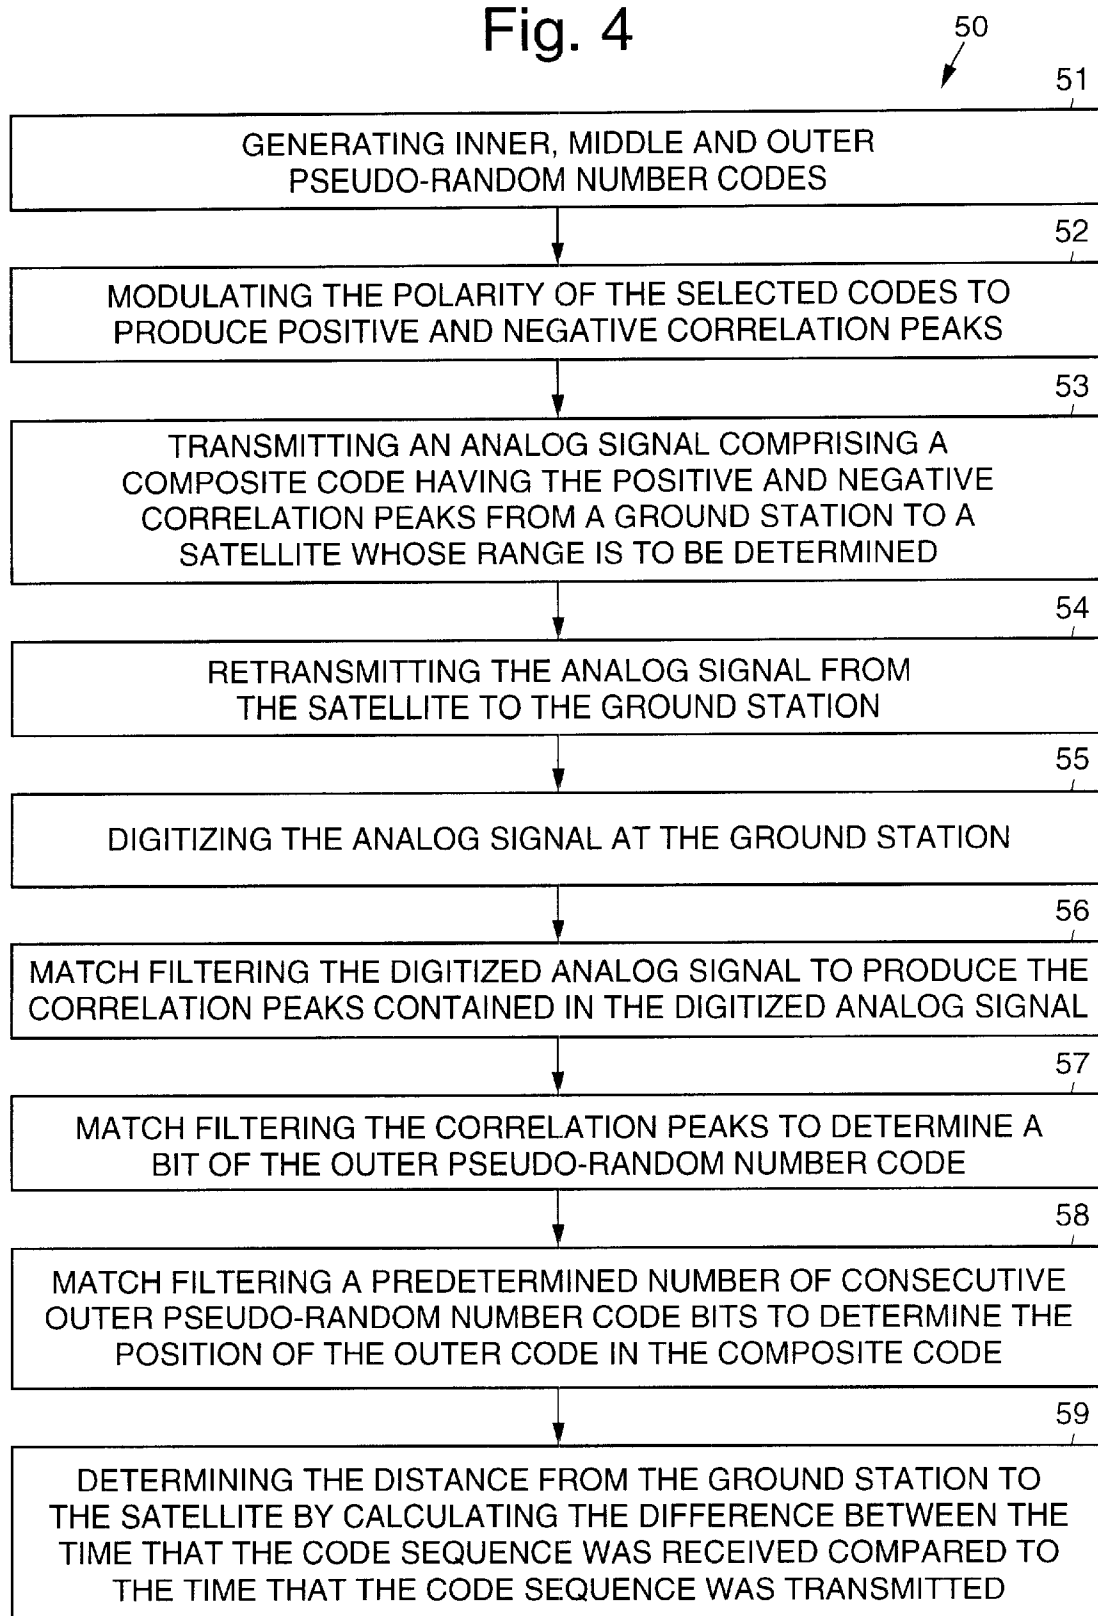 Fig. 4
50
51
GENERATING INNER, MIDDLE AND OUTER
PSEUDO-RANDOM NUMBER CODES
52
MODULATING THE POLARITY OF THE SELECTED CODES TO
PRODUCE POSITIVE AND NEGATIVE CORRELATION PEAKS
53
TRANSMITTING AN ANALOG SIGNAL COMPRISING A
COMPOSITE CODE HAVING THE POSITIVE AND NEGATIVE
CORRELATION PEAKS FROM A GROUND STATION TO A
SATELLITE WHOSE RANGE IS TO BE DETERMINED
54
RETRANSMITTING THE ANALOG SIGNAL FROM
THE SATELLITE TO THE GROUND STATION
55
DIGITIZING THE ANALOG SIGNAL AT THE GROUND STATION
56
MATCH FILTERING THE DIGITIZED ANALOG SIGNAL TO PRODUCE THE
CORRELATION PEAKS CONTAINED IN THE DIGITIZED ANALOG SIGNAL
57
MATCH FILTERING THE CORRELATION PEAKS TO DETERMINE A
BIT OF THE OUTER PSEUDO-RANDOM NUMBER CODE
58
MATCH FILTERING A PREDETERMINED NUMBER OF CONSECUTIVE
OUTER PSEUDO-RANDOM NUMBER CODE BITS TO DETERMINE THE
POSITION OF THE OUTER CODE IN THE COMPOSITE CODE
59
DETERMINING THE DISTANCE FROM THE GROUND STATION TO
THE SATELLITE BY CALCULATING THE DIFFERENCE BETWEEN THE
TIME THAT THE CODE SEQUENCE WAS RECEIVED COMPARED TO
THE TIME THAT THE CODE SEQUENCE WAS TRANSMITTED